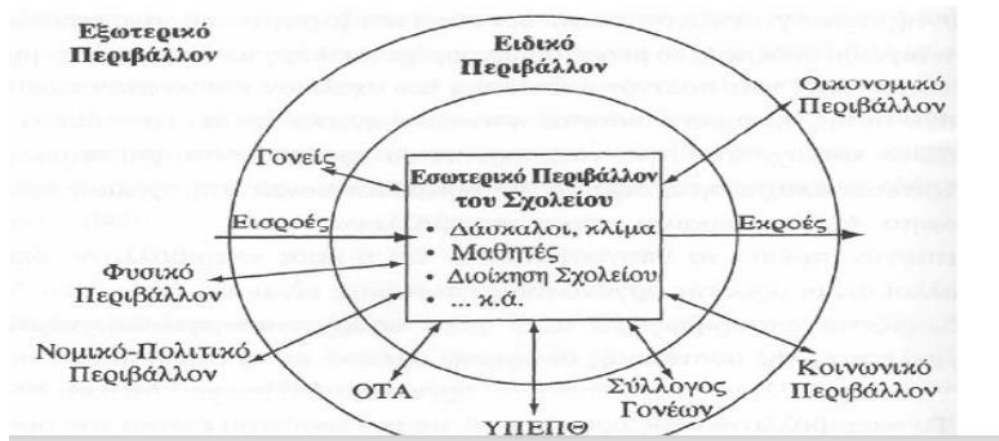 Εξωτερικό
Περιβάλλον
Ειδικό
Περιβάλλον
Οικονομικό
Περιβάλλον
Γονείς
Εσωτερικό Περιβάλλον
του Σχολείου
Εισροές
• Δάσκαλοι, κλίμα
Εκροές
Μαθητές
• Διοίκηση Σχολείου
• . κ.ά.
Φυσικό
Περιβάλλον
Νομικό-Πολιτικό
Περιβάλλον
ΟΤΑ
ΥΠΕΠΘ
Σύλλογος
Γονέων
Κοινωνικό
Περιβάλλον